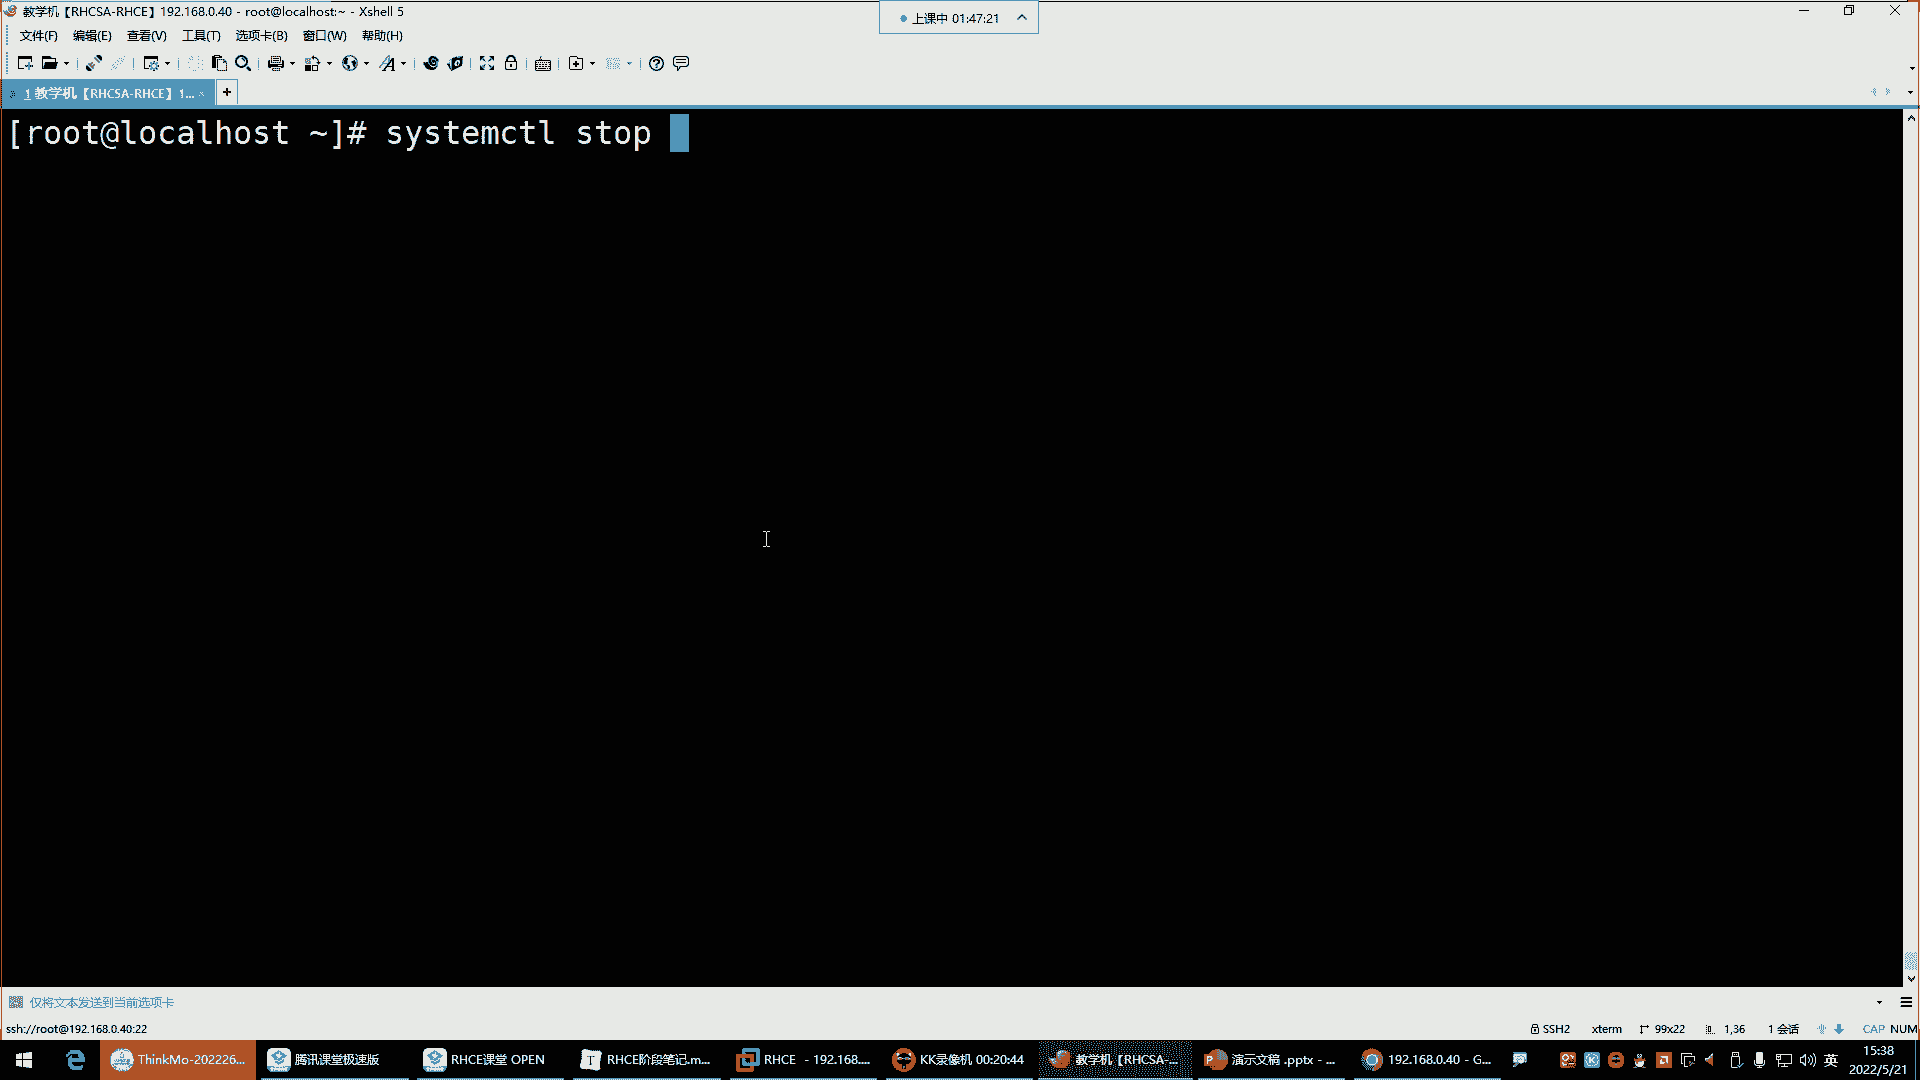 教学机【RHCSA-RHCE】192.168.0.40 - root@localhost:~ - Xshell 5
上课中 01:47:21
文件(F) 编辑(E) 查看(V) 工具(T) 选项卡(B) 窗口(W) 帮助(H)
1 教学机【RHCSA-RHCE】1...
[root@localhost ~]# systemctl stop
仅将文本发送到当前选项卡
ssh://root@192.168.0.40:22
SSH2 xterm 99x22 1,36 1 会话 CAP NUM
ThinkMo-202226... 腾讯课堂极速版 RHCE课堂 OPEN RHCE阶段笔记.m... RHCE - 192.168.... KK录像机 00:20:44 教学机【RHCSA-... 演示文稿 .pptx - ... 192.168.0.40 - G... 英 15:38
2022/5/21